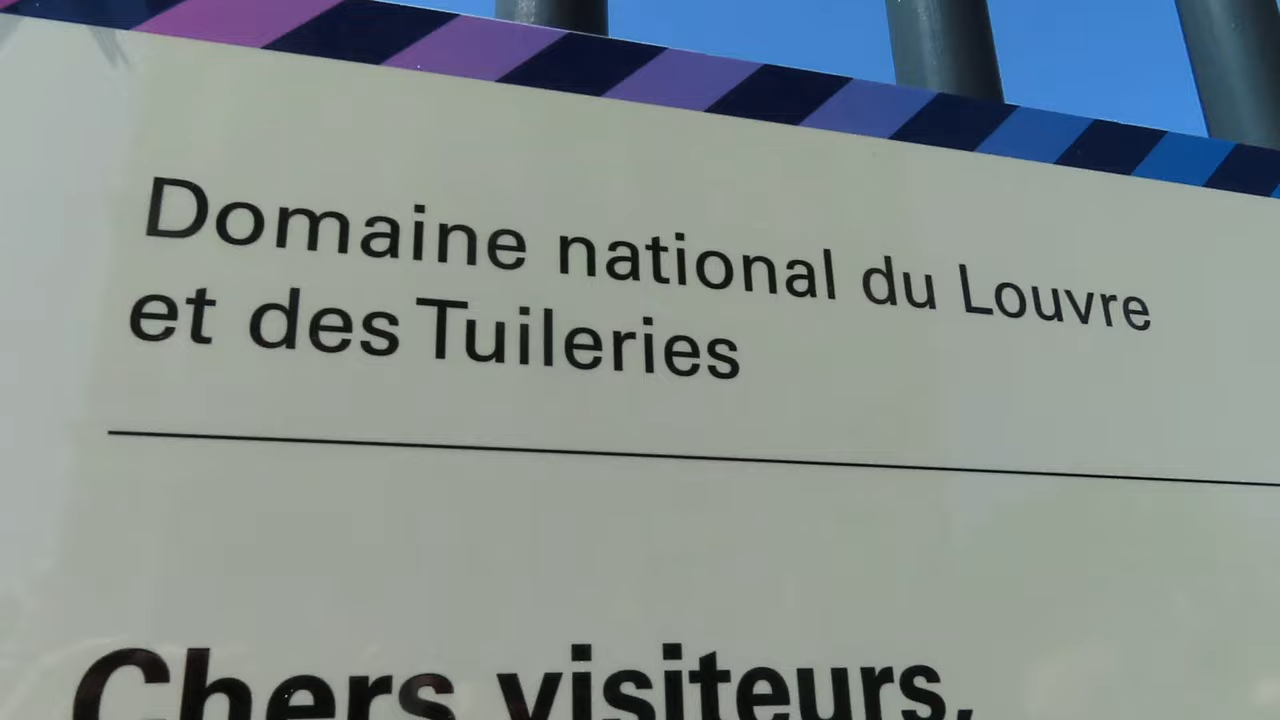 Domaine national du Louvre
et des Tuileries
Chers visiteurs,